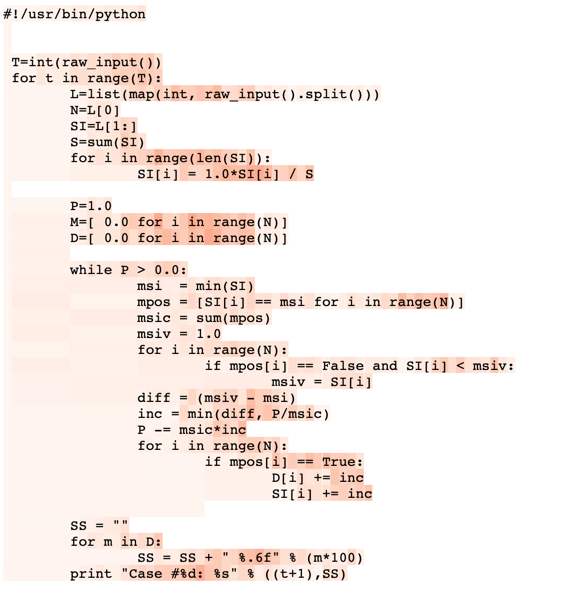 #!/usr/bin/python
T=int(raw_input())
for t in range(T):
L=list(map(int, raw_input().split()))
N=L[0]
SI=L[1:]
S=sum(SI)
for i in range(len(SI)):
SI[i] = 1.0*SI[i] / S
P=1.0
M=[ 0.0 for i in range(N)]
D=[ 0.0 for i in range(N)]
while P > 0.0:
msi  = min(SI)
mpos = [SI[i] == msi for i in range(N)]
msic = sum(mpos)
msiv = 1.0
for i in range(N):
if mpos[i] == False and SI[i] < msiv:
msiv = SI[i]
diff = (msiv - msi)
inc = min(diff, P/msic)
P -= msic*inc
for i in range(N):
if mpos[i] == True:
D[i] += inc
SI[i] += inc
SS = ""
for m in D:
SS = SS + " %.6f" % (m*100)
print "Case #%d: %s" % ((t+1),SS)